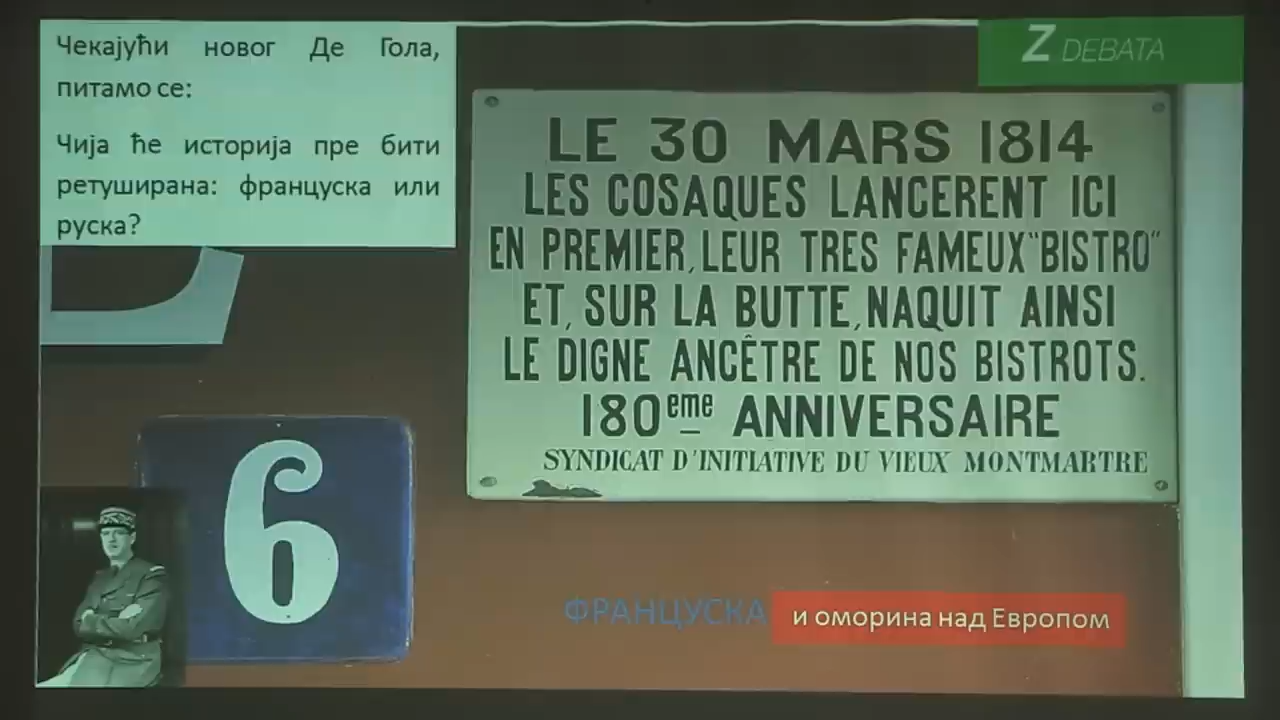 Чекајући новог Де Гола,
питамо се:
Чија ће историја пре бити
ретуширана: француска или
руска?
Z DEBATA
LE 30 MARS 1814
LES COSAQUES LANCERENT ICI
EN PREMIER, LEUR TRES FAMEUX "BISTRO"
ET, SUR LA BUTTE, NAQUIT AINSI
LE DIGNE ANCÊTRE DE NOS BISTROTS.
180eme ANNIVERSAIRE
SYNDICAT D'INITIATIVE DU VIEUX MONTMARTRE
6
ФРАНЦУСКА и оморина над Европом